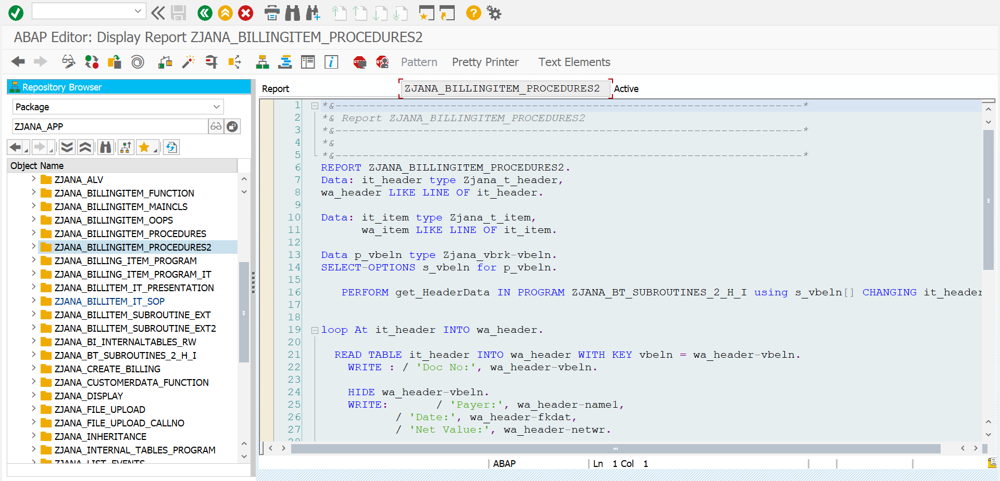 ABAP Editor: Display Report ZJANA_BILLINGITEM_PROCEDURES2
Pattern Pretty Printer Text Elements
Repository Browser
Package
ZJANA_APP
Object Name
ZJANA_ALV
ZJANA_BILLINGITEM_FUNCTION
ZJANA_BILLINGITEM_MAINCLS
ZJANA_BILLINGITEM_OOPS
ZJANA_BILLINGITEM_PROCEDURES
ZJANA_BILLINGITEM_PROCEDURES2
ZJANA_BILLING_ITEM_PROGRAM
ZJANA_BILLING_ITEM_PROGRAM_IT
ZJANA_BILLITEM_IT_PRESENTATION
ZJANA_BILLITEM_IT_SOP
ZJANA_BILLITEM_SUBROUTINE_EXT
ZJANA_BILLITEM_SUBROUTINE_EXT2
ZJANA_BI_INTERNALTABLES_RW
ZJANA_BT_SUBROUTINES_2_H_I
ZJANA_CREATE_BILLING
ZJANA_CUSTOMERDATA_FUNCTION
ZJANA_DISPLAY
ZJANA_FILE_UPLOAD
ZJANA_FILE_UPLOAD_CALLNO
ZJANA_INHERITANCE
ZJANA_INTERNAL_TABLES_PROGRAM
ZJANA_LIST_EVENTS
Report ZJANA_BILLINGITEM_PROCEDURES2 Active
1 *&---------------------------------------------------------------------*
2 *& Report ZJANA_BILLINGITEM_PROCEDURES2
3 *&---------------------------------------------------------------------*
4 *&
5 *&---------------------------------------------------------------------*
6 REPORT ZJANA_BILLINGITEM_PROCEDURES2.
7 Data: it_header type Zjana_t_header,
8 wa_header LIKE LINE OF it_header.
9
10 Data: it_item type Zjana_t_item,
11 wa_item LIKE LINE OF it_item.
12
13 Data p_vbeln type Zjana_vbrk-vbeln.
14 SELECT-OPTIONS s_vbeln for p_vbeln.
15
16 PERFORM get_HeaderData IN PROGRAM ZJANA_BT_SUBROUTINES_2_H_I using s_vbeln[] CHANGING it_header
17
18
19 loop At it_header INTO wa_header.
20
21 READ TABLE it_header INTO wa_header WITH KEY vbeln = wa_header-vbeln.
22 WRITE : / 'Doc No:', wa_header-vbeln.
23
24 HIDE wa_header-vbeln.
25 WRITE: / 'Payer:', wa_header-name1,
26 / 'Date:', wa_header-fkdat,
27 / 'Net Value:', wa_header-netwr.
28
ABAP Ln 1 Col 1